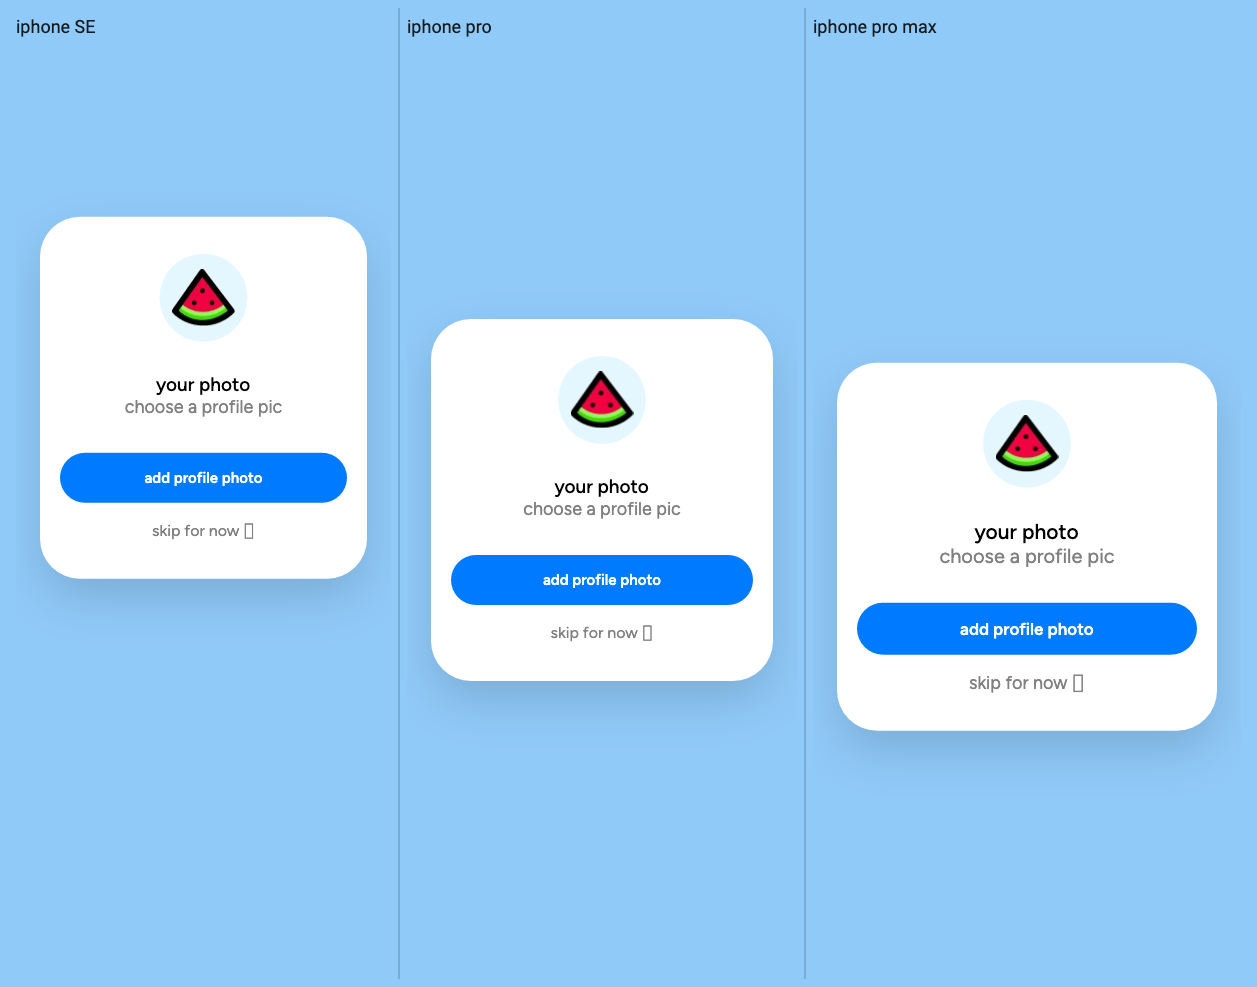 iphone SE
your photo
choose a profile pic
add profile photo
skip for now
iphone pro
your photo
choose a profile pic
add profile photo
skip for now
iphone pro max
your photo
choose a profile pic
add profile photo
skip for now